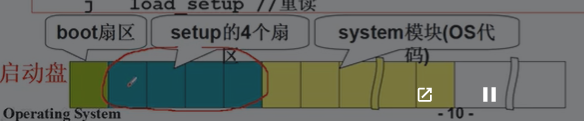 j load_setup //重读
boot扇区
setup的4个扇
区
system模块(OS代
码)
启动盘
Operating System
- 10 -